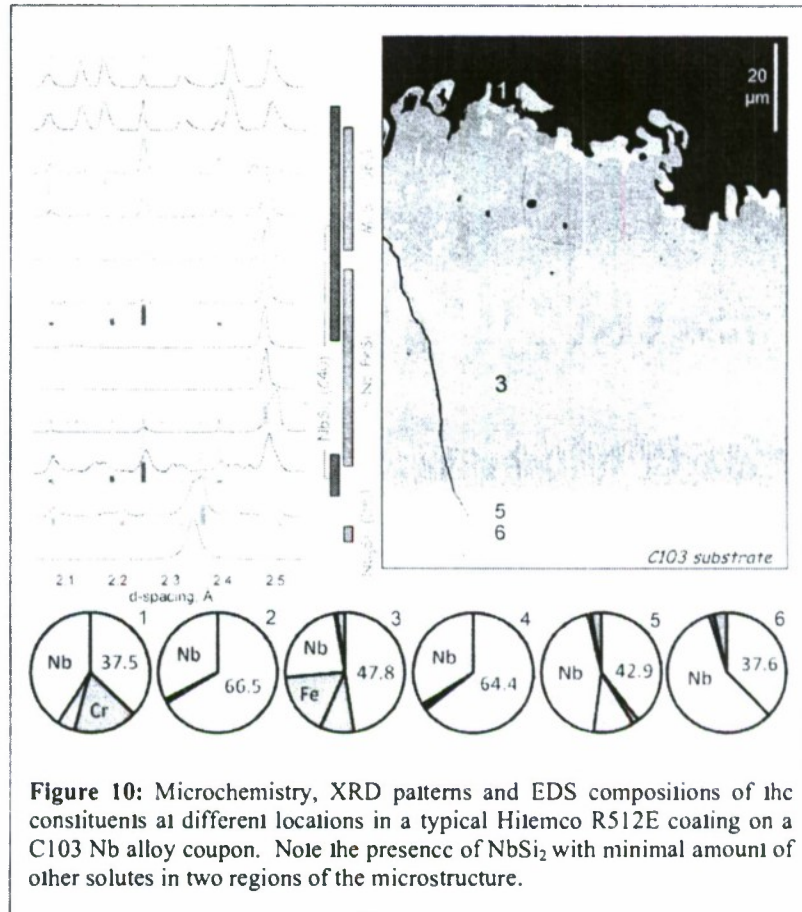 1
20
µm
3
5
6
C103 substrate
2.1 2.2 2.3 2.4 2.5
d-spacing, A
1 2 3 4 5 6
Nb 37.5 Cr
Nb 66.5
Nb 47.8 Fe
Nb 64.4
Nb 42.9
Nb 37.6
Figure 10: Microchemistry, XRD patterns and EDS compositions of the
constituents at different locations in a typical Hitemco R512E coating on a
C103 Nb alloy coupon. Note the presence of NbSi₂ with minimal amount of
other solutes in two regions of the microstructure.